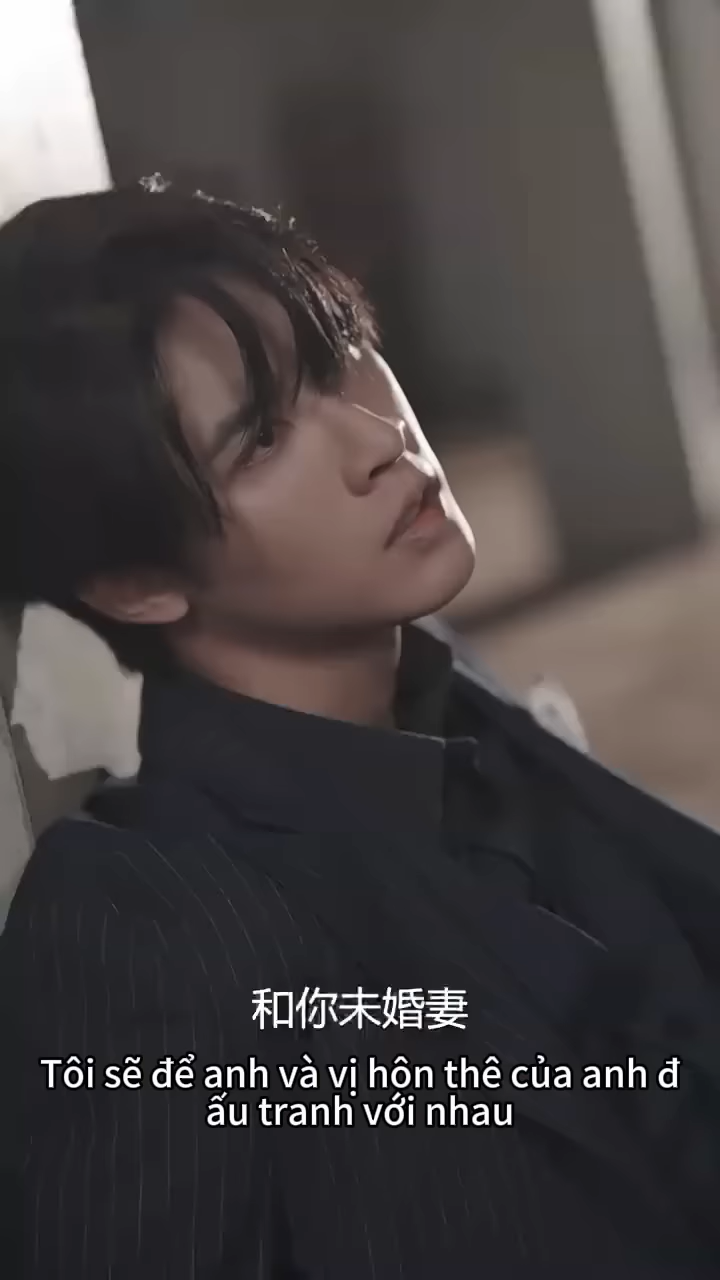 和你未婚妻
Tôi sẽ để anh và vị hôn thê của anh đ
ấu tranh với nhau